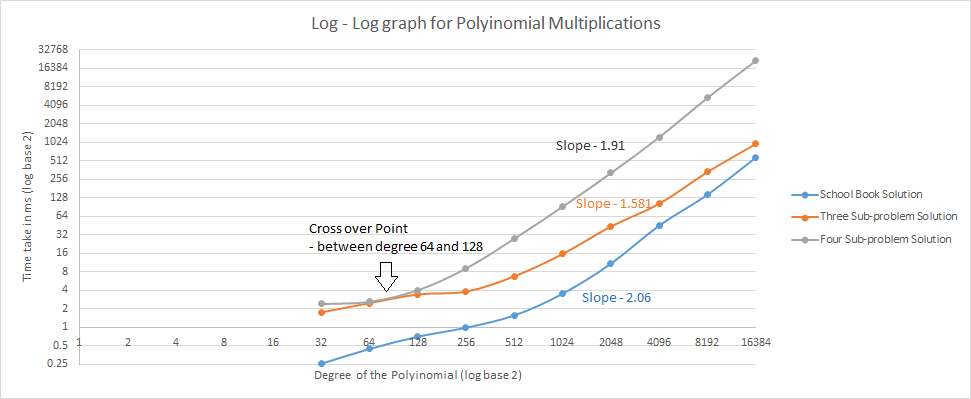 Log - Log graph for Polyinomial Multiplications
32768
16384
8192
4096
2048
1024
512
256
128
64
32
16
8
4
2
1
0.5
0.25
Time take in ms (log base 2)
1 2 4 8 16 32 64 128 256 512 1024 2048 4096 8192 16384
Degree of the Polyinomial (log base 2)
Slope - 1.91
Slope - 1.581
Cross over Point
- between degree 64 and 128
Slope - 2.06
School Book Solution
Three Sub-problem Solution
Four Sub-problem Solution